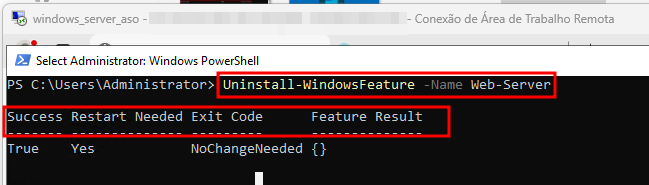 windows_server_aso - - Conexão de Área de Trabalho Remota
Select Administrator: Windows PowerShell
PS C:\Users\Administrator> Uninstall-WindowsFeature -Name Web-Server
Success Restart Needed Exit Code Feature Result
------- -------------- --------- --------------
True Yes NoChangeNeeded {}